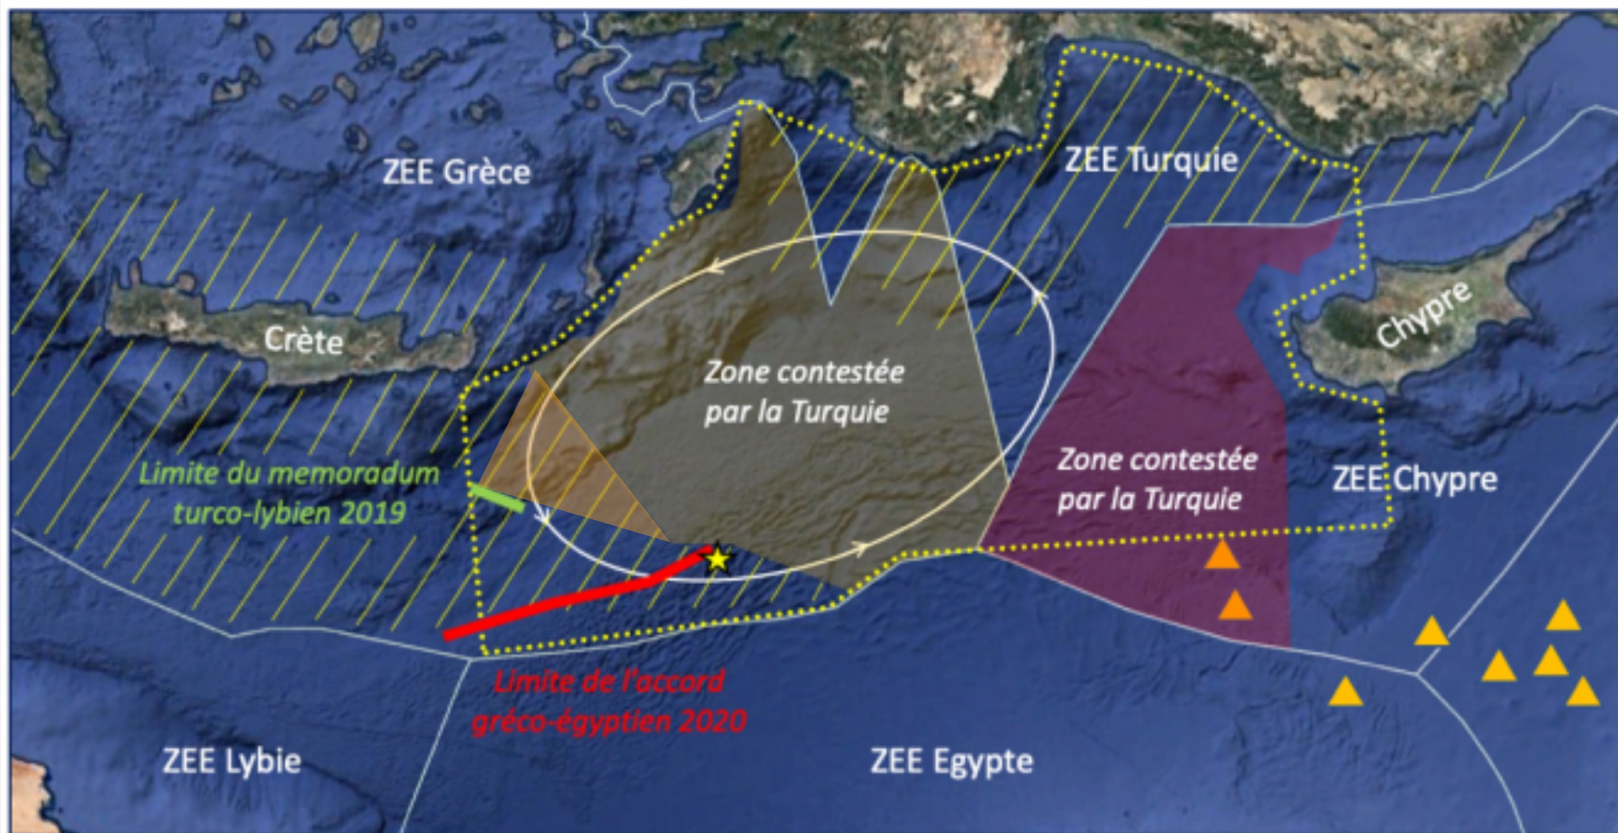 ZEE Grèce
ZEE Turquie
Crète
Chypre
Zone contestée
par la Turquie
Limite du memoradum
turco-lybien 2019
Zone contestée
par la Turquie
ZEE Chypre
Limite de l'accord
gréco-égyptien 2020
ZEE Lybie
ZEE Egypte